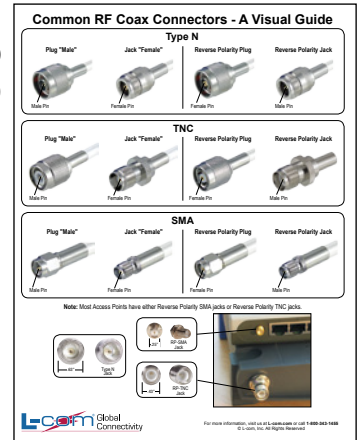 Common RF Coax Connectors - A Visual Guide
Type N
Plug "Male" Jack "Female" Reverse Polarity Plug Reverse Polarity Jack
Male Pin Female Pin Female Pin Male Pin
TNC
Plug "Male" Jack "Female" Reverse Polarity Plug Reverse Polarity Jack
Male Pin Female Pin Female Pin Male Pin
SMA
Plug "Male" Jack "Female" Reverse Polarity Plug Reverse Polarity Jack
Male Pin Female Pin Female Pin Male Pin
Note: Most Access Points have either Reverse Polarity SMA jacks or Reverse Polarity TNC jacks.
RP-SMA
Jack
Type N
Jack
RP-TNC
Jack
L-com Global
Connectivity
For more information, visit us at L-com.com or call 1-800-343-1455
© L-com, Inc. All Rights Reserved